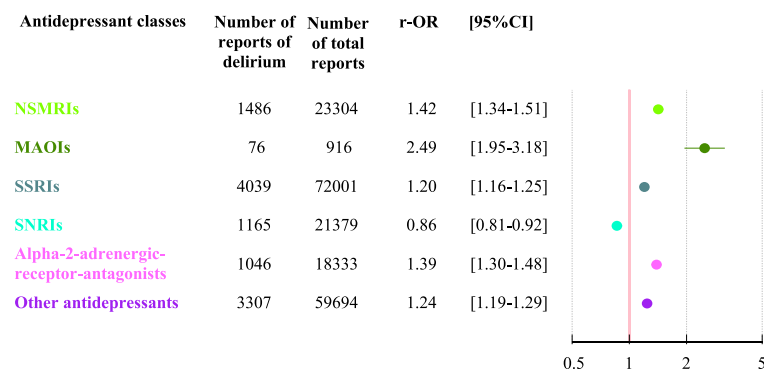 Antidepressant classes Number of reports of delirium Number of total reports r-OR [95%CI]
NSMRIs 1486 23304 1.42 [1.34-1.51]
MAOIs 76 916 2.49 [1.95-3.18]
SSRIs 4039 72001 1.20 [1.16-1.25]
SNRIs 1165 21379 0.86 [0.81-0.92]
Alpha-2-adrenergic-
receptor-antagonists 1046 18333 1.39 [1.30-1.48]
Other antidepressants 3307 59694 1.24 [1.19-1.29]
0.5 1 2 5